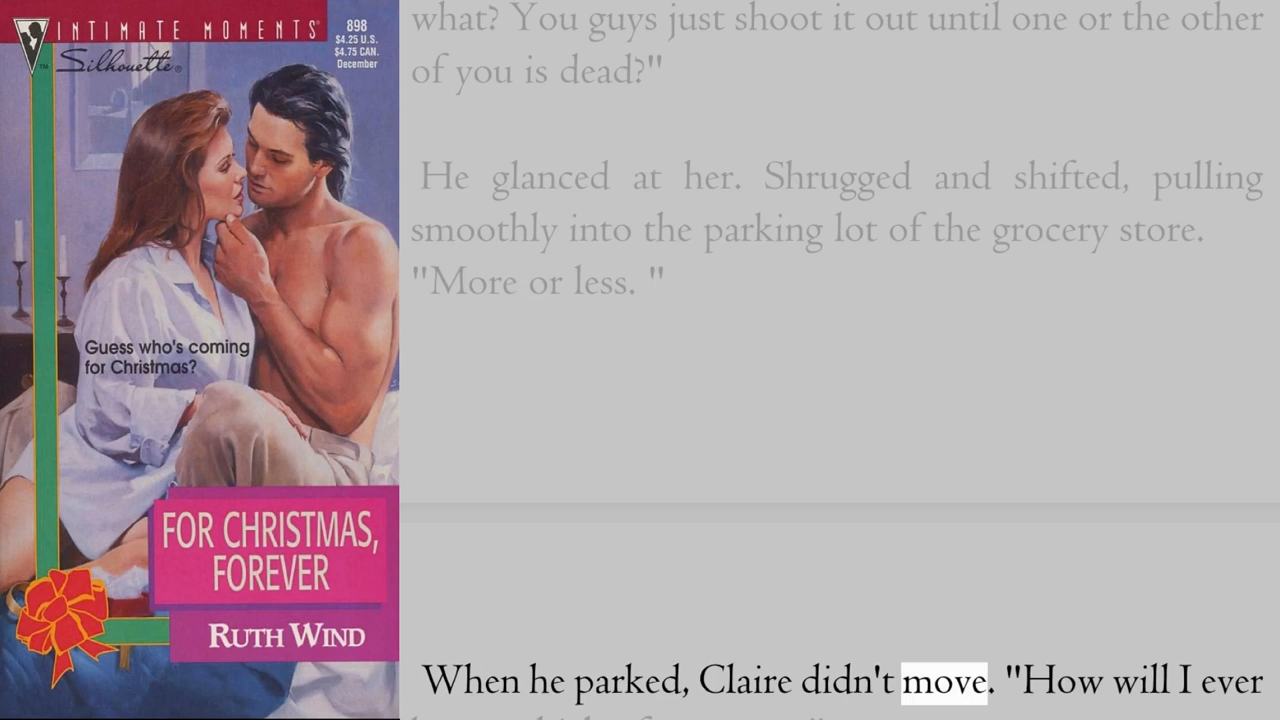 INTIMATE MOMENTS®
Silhouette®
TM
898
$4.25 U.S.
$4.75 CAN.
December
Guess who's coming
for Christmas?
FOR CHRISTMAS,
FOREVER
RUTH WIND
what? You guys just shoot it out until one or the other
of you is dead?"
He glanced at her. Shrugged and shifted, pulling
smoothly into the parking lot of the grocery store.
"More or less. "
When he parked, Claire didn't move. "How will I ever